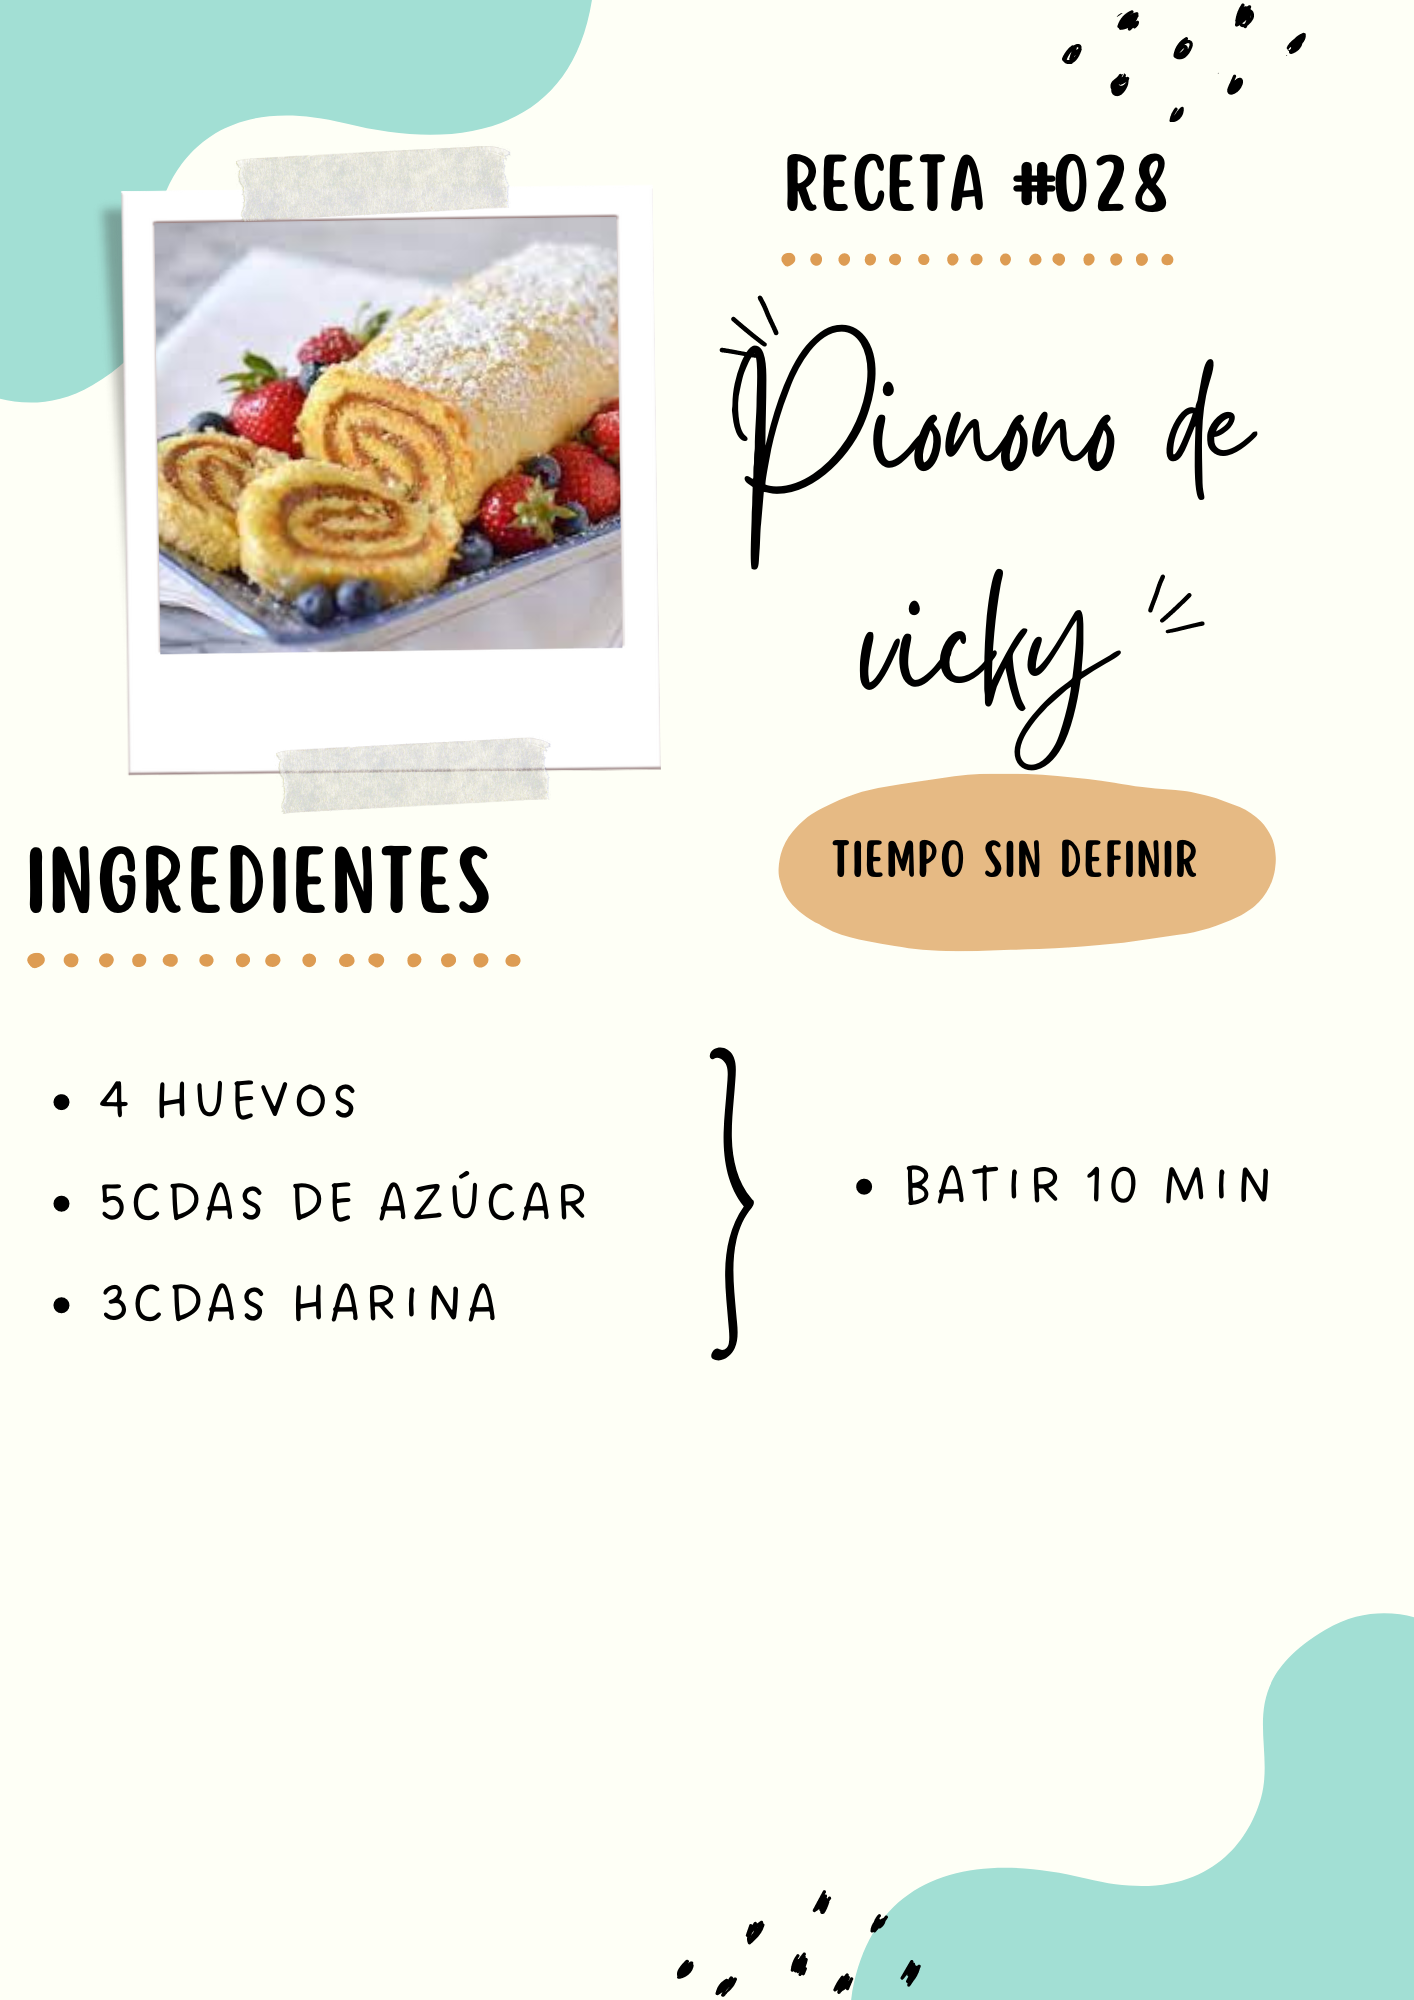 RECETA #028
Pionono de
vicky
TIEMPO SIN DEFINIR
INGREDIENTES
• 4 HUEVOS
• 5CDAS DE AZÚCAR
• 3CDAS HARINA
• BATIR 10 MIN